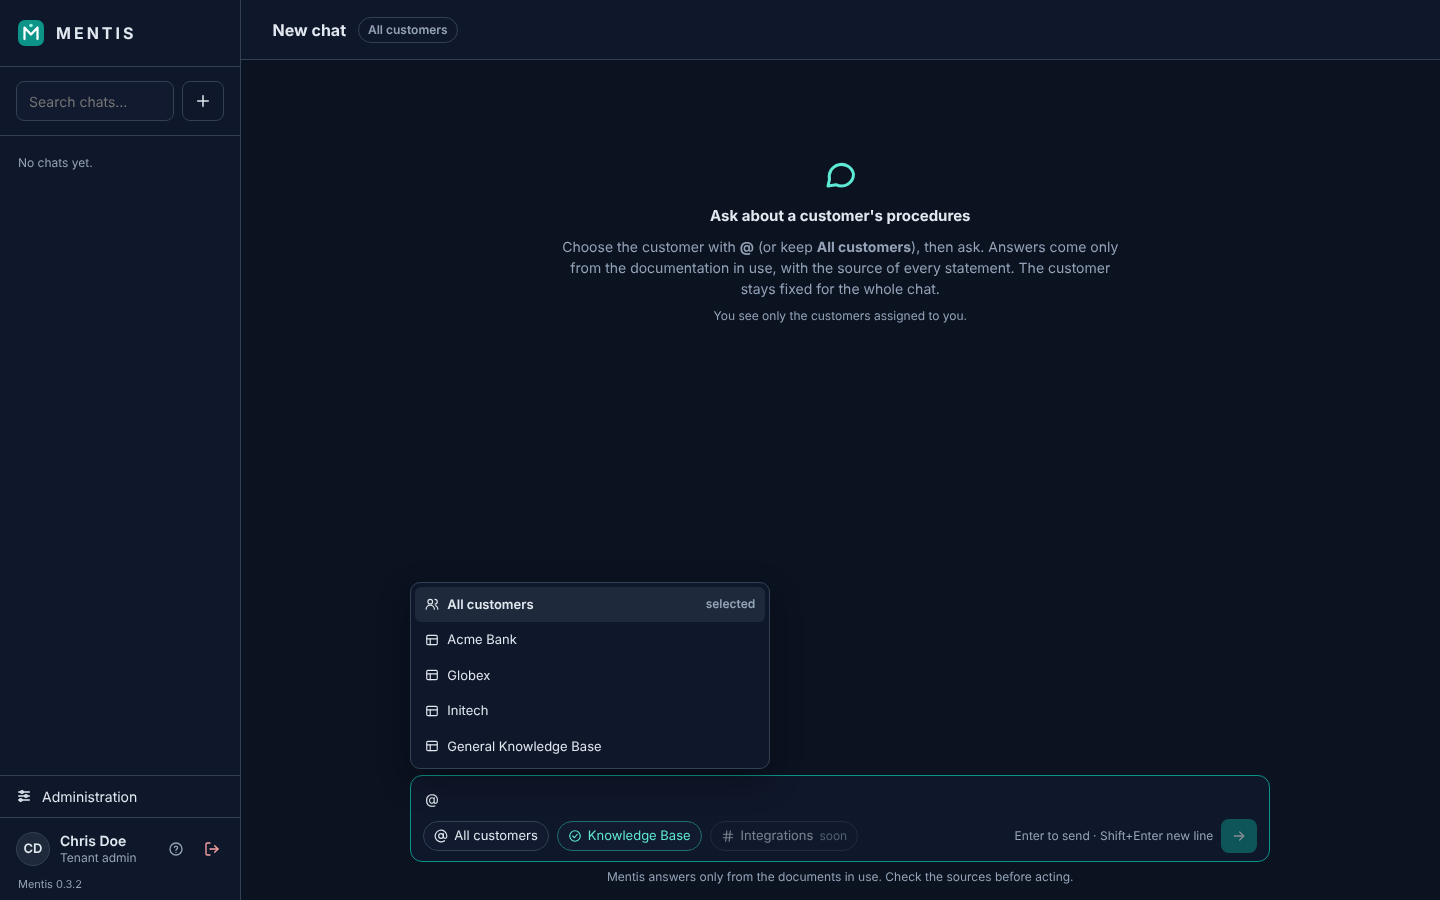 MENTIS
Search chats...
No chats yet.
Administration
CD
Chris Doe
Tenant admin
Mentis 0.3.2
New chat
All customers
Ask about a customer's procedures
Choose the customer with @ (or keep All customers), then ask. Answers come only
from the documentation in use, with the source of every statement. The customer
stays fixed for the whole chat.
You see only the customers assigned to you.
All customers selected
Acme Bank
Globex
Initech
General Knowledge Base
@
All customers Knowledge Base Integrations soon Enter to send · Shift+Enter new line
Mentis answers only from the documents in use. Check the sources before acting.